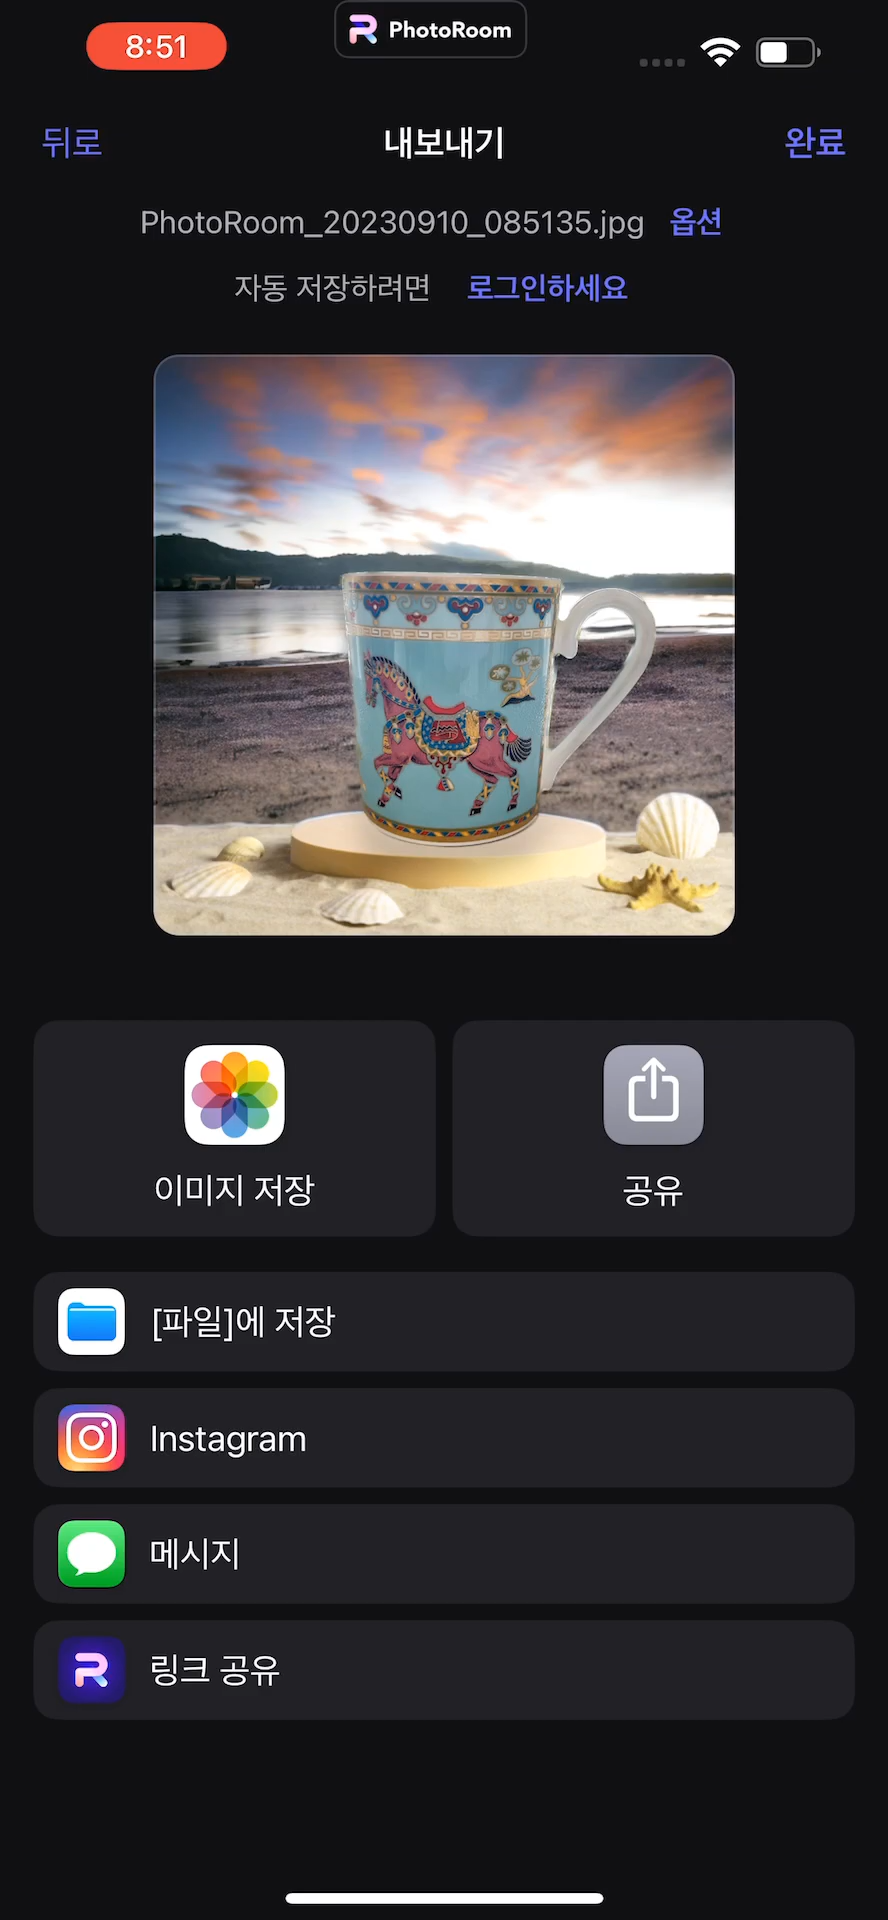 PhotoRoom
8:51
뒤로 내보내기 완료
PhotoRoom_20230910_085135.jpg 옵션
자동 저장하려면 로그인하세요
이미지 저장 공유
[파일]에 저장
Instagram
메시지
링크 공유